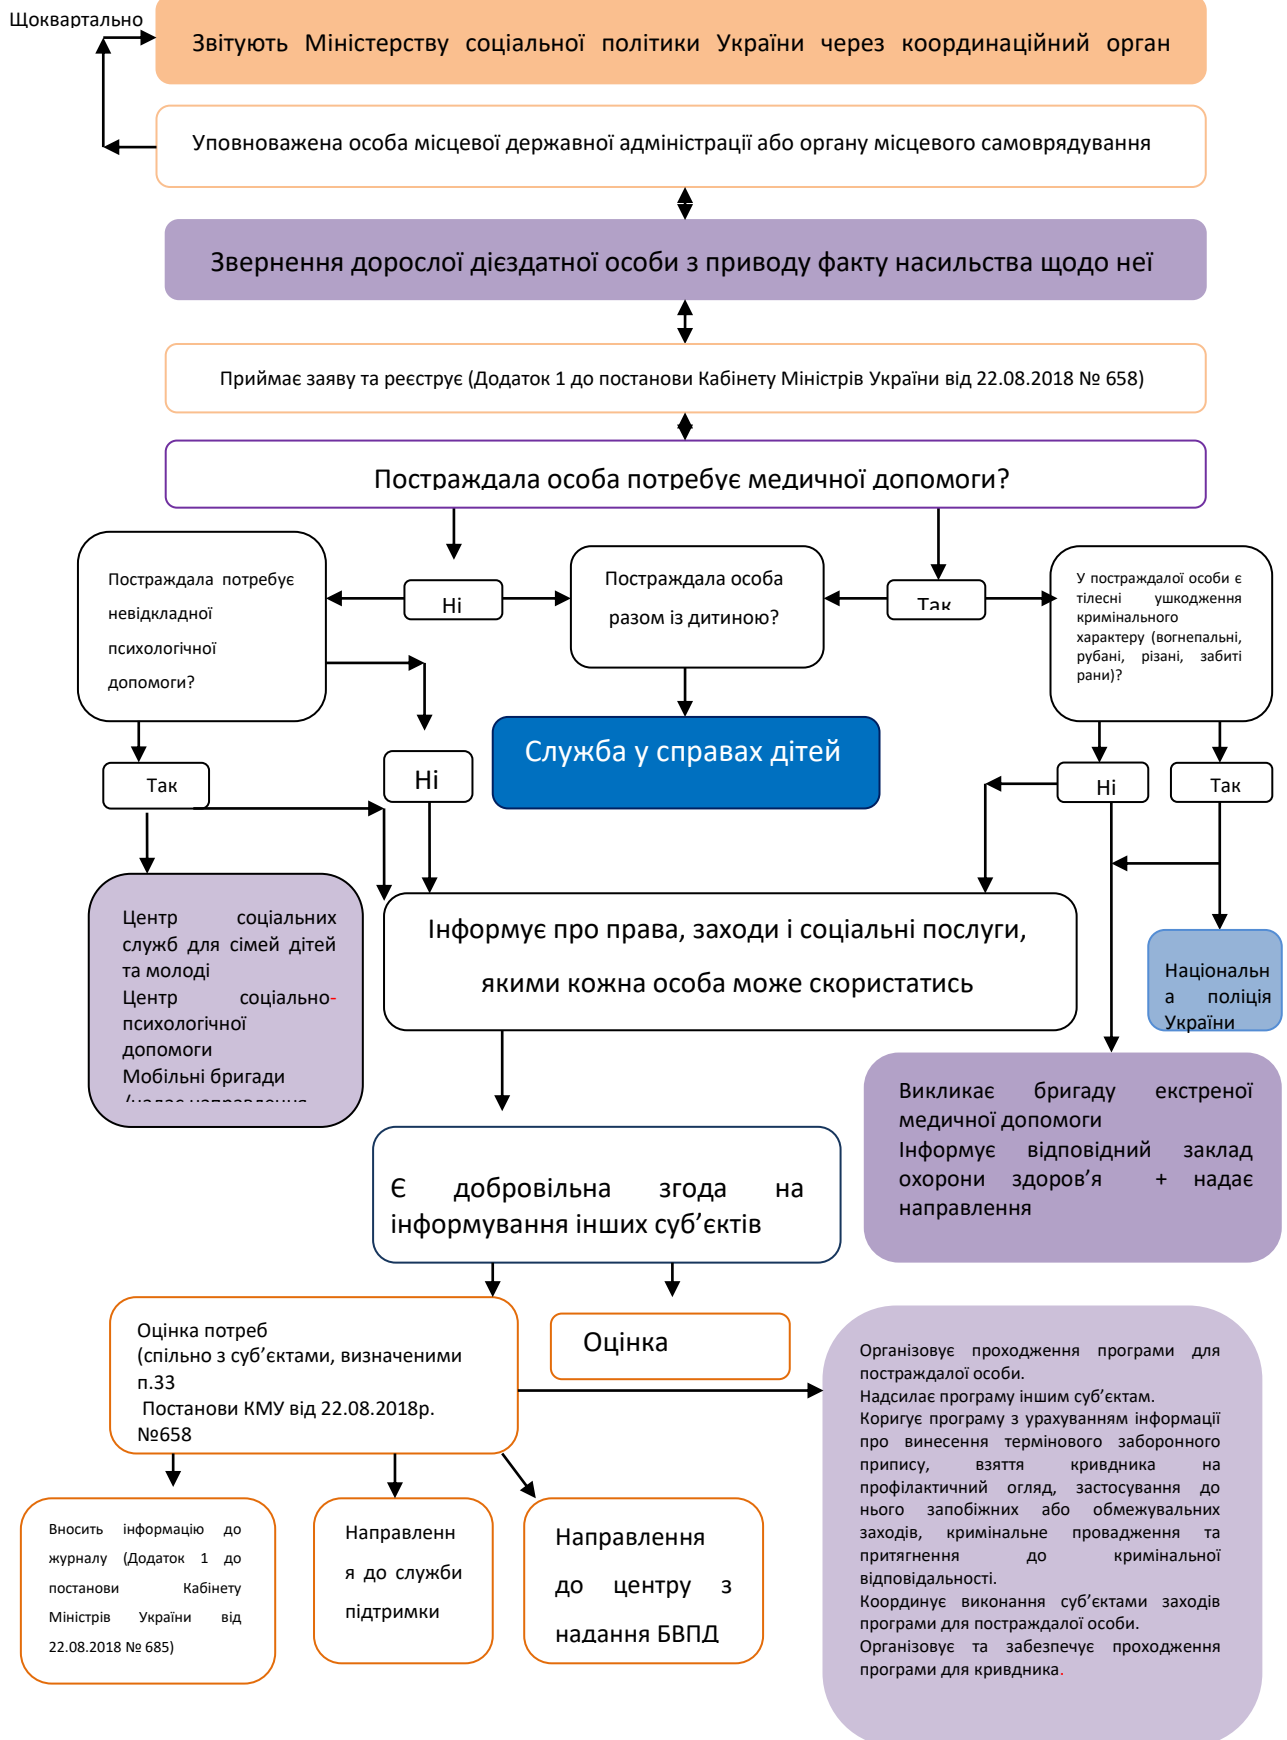 Щоквартально
Звітують Міністерству соціальної політики України через координаційний орган
Уповноважена особа місцевої державної адміністрації або органу місцевого самоврядування
Звернення дорослої дієздатної особи з приводу факту насильства щодо неї
Приймає заяву та реєструє (Додаток 1 до постанови Кабінету Міністрів України від 22.08.2018 № 658)
Постраждала особа потребує медичної допомоги?
Постраждала потребує
невідкладної
психологічної
допомоги?
Ні
Постраждала особа
разом із дитиною?
Так
У постраждалої особи є
тілесні ушкодження
кримінального
характеру (вогнепальні,
рубані, різані, забиті
рани)?
Служба у справах дітей
Так
Ні
Ні
Так
Центр соціальних
служб для сімей дітей
та молоді
Центр соціально-
психологічної
допомоги
Мобільні бригади
Інформує про права, заходи і соціальні послуги,
якими кожна особа може скористатись
Національн
а поліція
України
Викликає бригаду екстреної
медичної допомоги
Інформує відповідний заклад
охорони здоров’я + надає
направлення
Є добровільна згода на
інформування інших суб’єктів
Оцінка потреб
(спільно з суб’єктами, визначеними
п.33
Постанови КМУ від 22.08.2018р.
№658
Оцінка
Організовує проходження програми для
постраждалої особи.
Надсилає програму іншим суб’єктам.
Коригує програму з урахуванням інформації
про винесення термінового заборонного
припису, взяття кривдника на
профілактичний огляд, застосування до
нього запобіжних або обмежувальних
заходів, кримінальне провадження та
притягнення до кримінальної
відповідальності.
Координує виконання суб’єктами заходів
програми для постраждалої особи.
Організовує та забезпечує проходження
програми для кривдника.
Вносить інформацію до
журналу (Додаток 1 до
постанови Кабінету
Міністрів України від
22.08.2018 № 685)
Направленн
я до служби
підтримки
Направлення
до центру з
надання БВПД